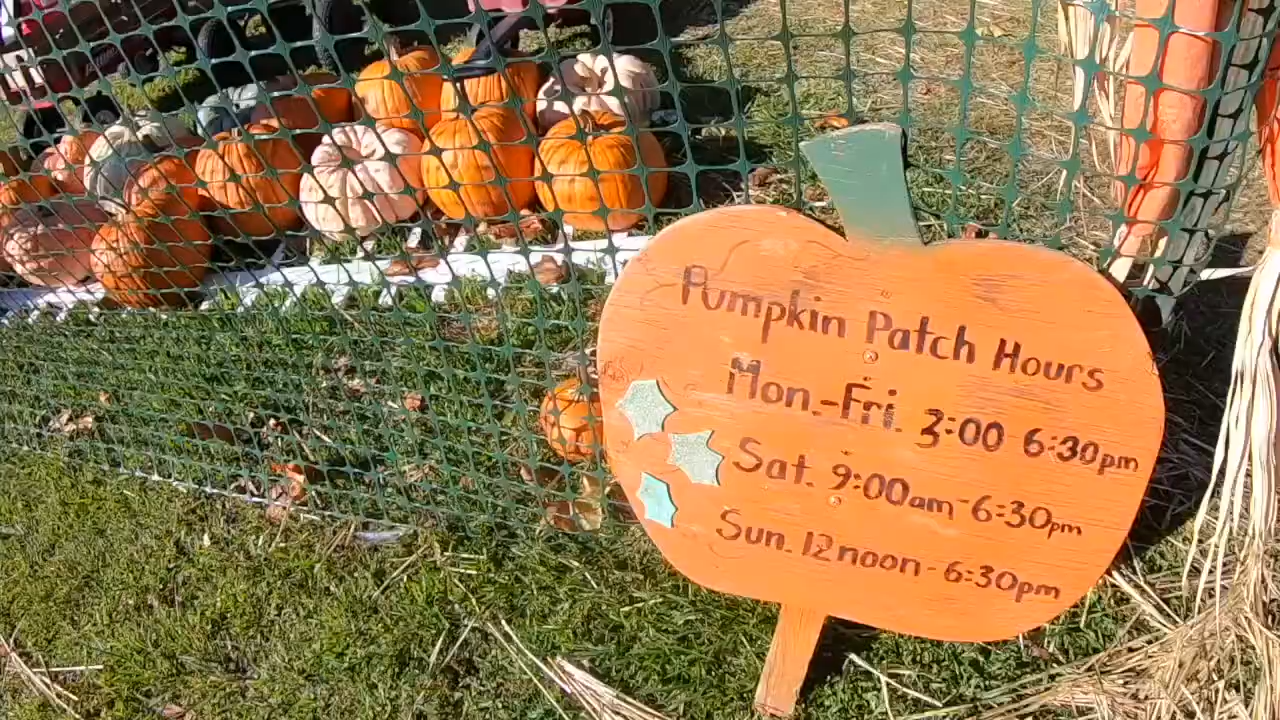 Pumpkin Patch Hours
Mon.-Fri. 3:00-6:30pm
Sat. 9:00am-6:30pm
Sun. 12noon-6:30pm